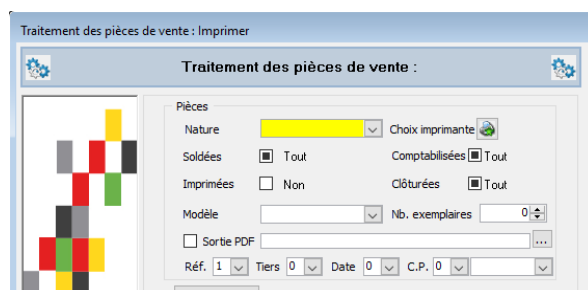 Traitement des pièces de vente : Imprimer
Traitement des pièces de vente :
Pièces
Nature Choix imprimante
Soldées Tout Comptabilisées Tout
Imprimées Non Clôturées Tout
Modèle Nb. exemplaires 0
Sortie PDF ...
Réf. 1 Tiers 0 Date 0 C.P. 0